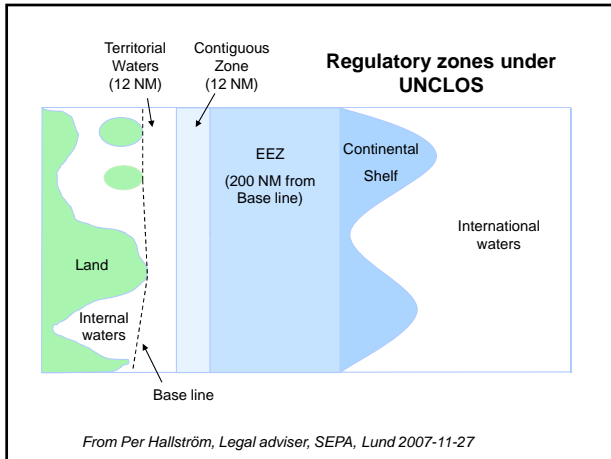 Territorial
Waters
(12 NM)
Contiguous
Zone
(12 NM)
Regulatory zones under
UNCLOS
EEZ
(200 NM from
Base line)
Continental
Shelf
International
waters
Land
Internal
waters
Base line
From Per Hallström, Legal adviser, SEPA, Lund 2007-11-27